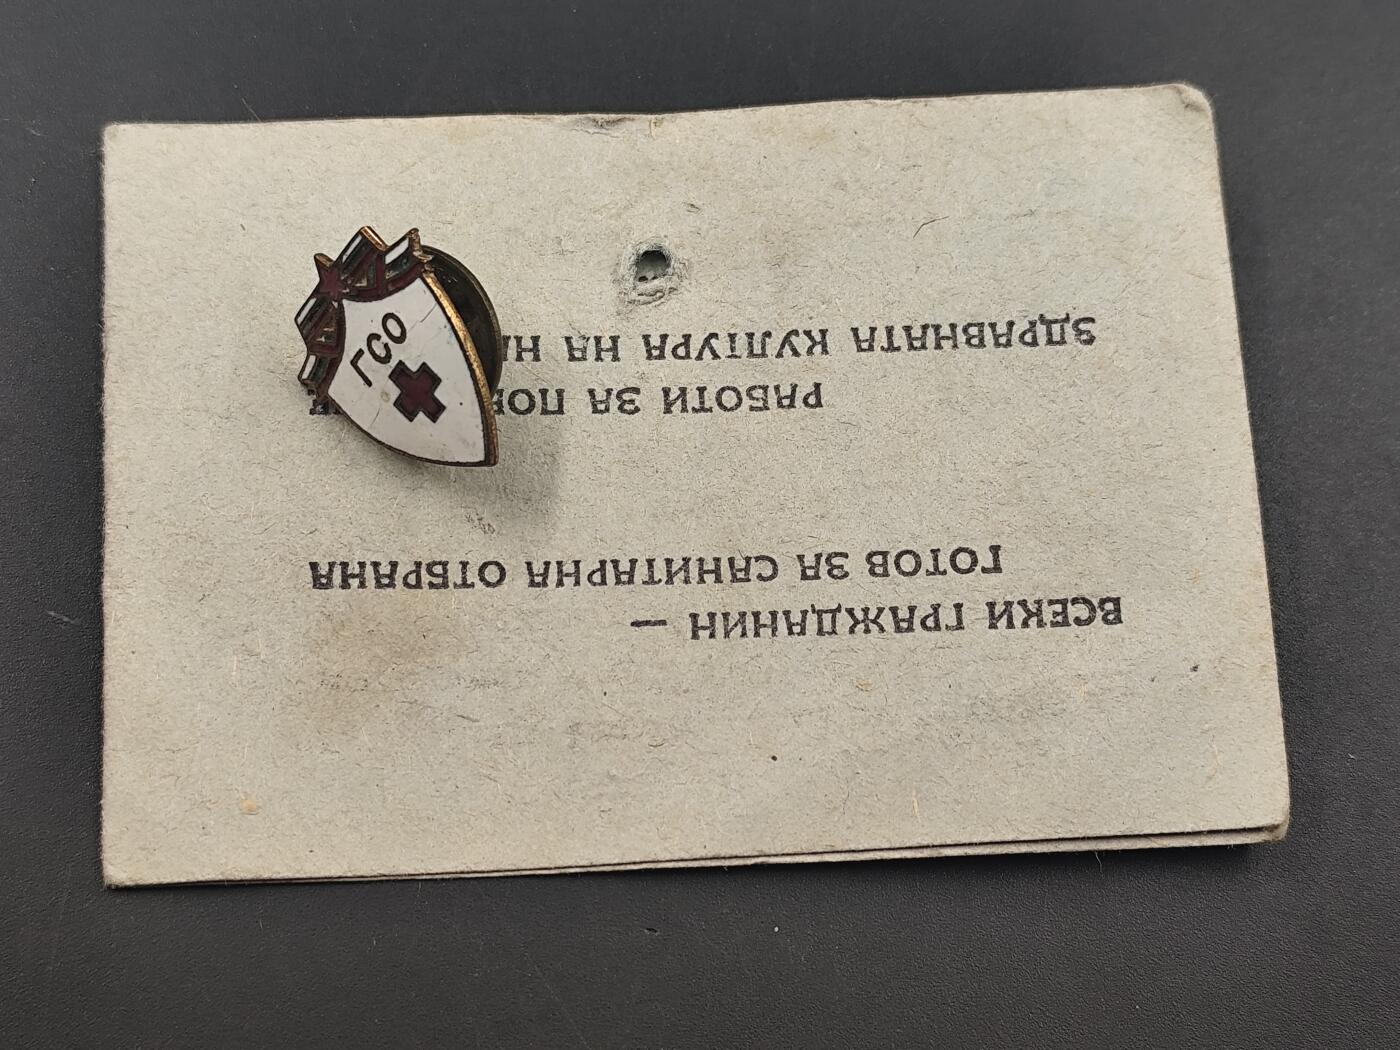 ГСО
ВСЕКИ ГРАЖДАНИН —
ГОТОВ ЗА САНИТАРНА ОТБРАНА
РАБОТИ ЗА
ЗДРАВНАТА КУЛТУРА НА